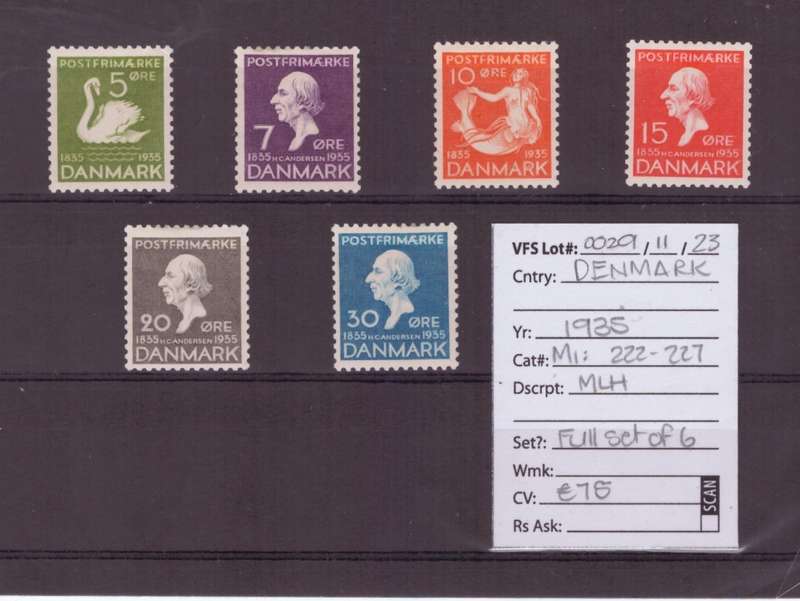 POSTFRIMÆRKE
5
ØRE
1835 1935
DANMARK
POSTFRIMÆRKE
7 ØRE
1835 H.C.ANDERSEN 1935
DANMARK
POSTFRIMÆRKE
10 ØRE
1835 1935
DANMARK
POSTFRIMÆRKE
15 ØRE
1835 H.C.ANDERSEN 1935
DANMARK
POSTFRIMÆRKE
20 ØRE
1835 H.C.ANDERSEN 1935
DANMARK
POSTFRIMÆRKE
30 ØRE
1835 H.C.ANDERSEN 1935
DANMARK
VFS Lot#: 0029 / 11 / 23
Cntry: DENMARK
Yr: 1935
Cat#: MI: 222-227
Dscrpt: MLH
Set?: Full set of 6
Wmk:
CV: €75
Rs Ask:
SCAN